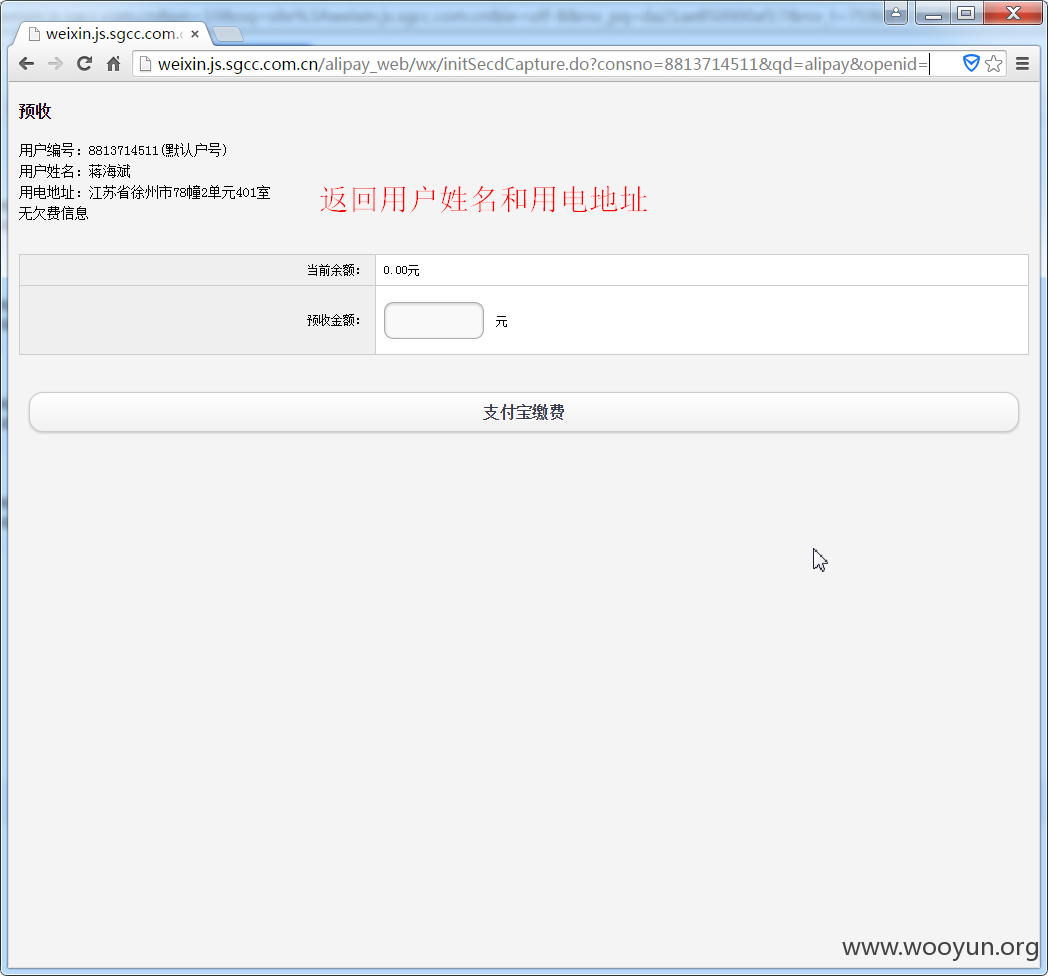 weixin.js.sgcc.com.c
weixin.js.sgcc.com.cn/alipay_web/wx/initSecdCapture.do?consno=8813714511&qd=alipay&openid=
预收
用户编号：8813714511(默认户号)
用户姓名：蒋海斌
用电地址：江苏省徐州市78幢2单元401室
无欠费信息
返回用户姓名和用电地址
当前余额： 0.00元
预收金额： 元
支付宝缴费
www.wooyun.org